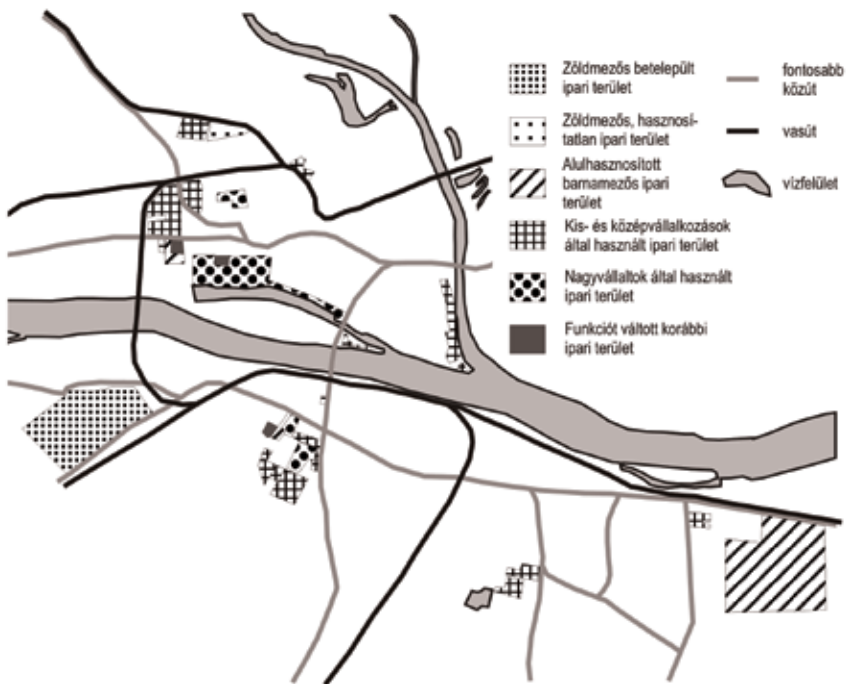 Zöldmezős betelepült
ipari terület
Zöldmezős, hasznosí-
tatlan ipari terület
Alulhasznosított
barnamezős ipari
terület
Kis- és középvállalkozások
által használt ipari terület
Nagyvállaltok által használt
ipari terület
Funkciót váltott korábbi
ipari terület
fontosabb
közút
vasút
vízfelület